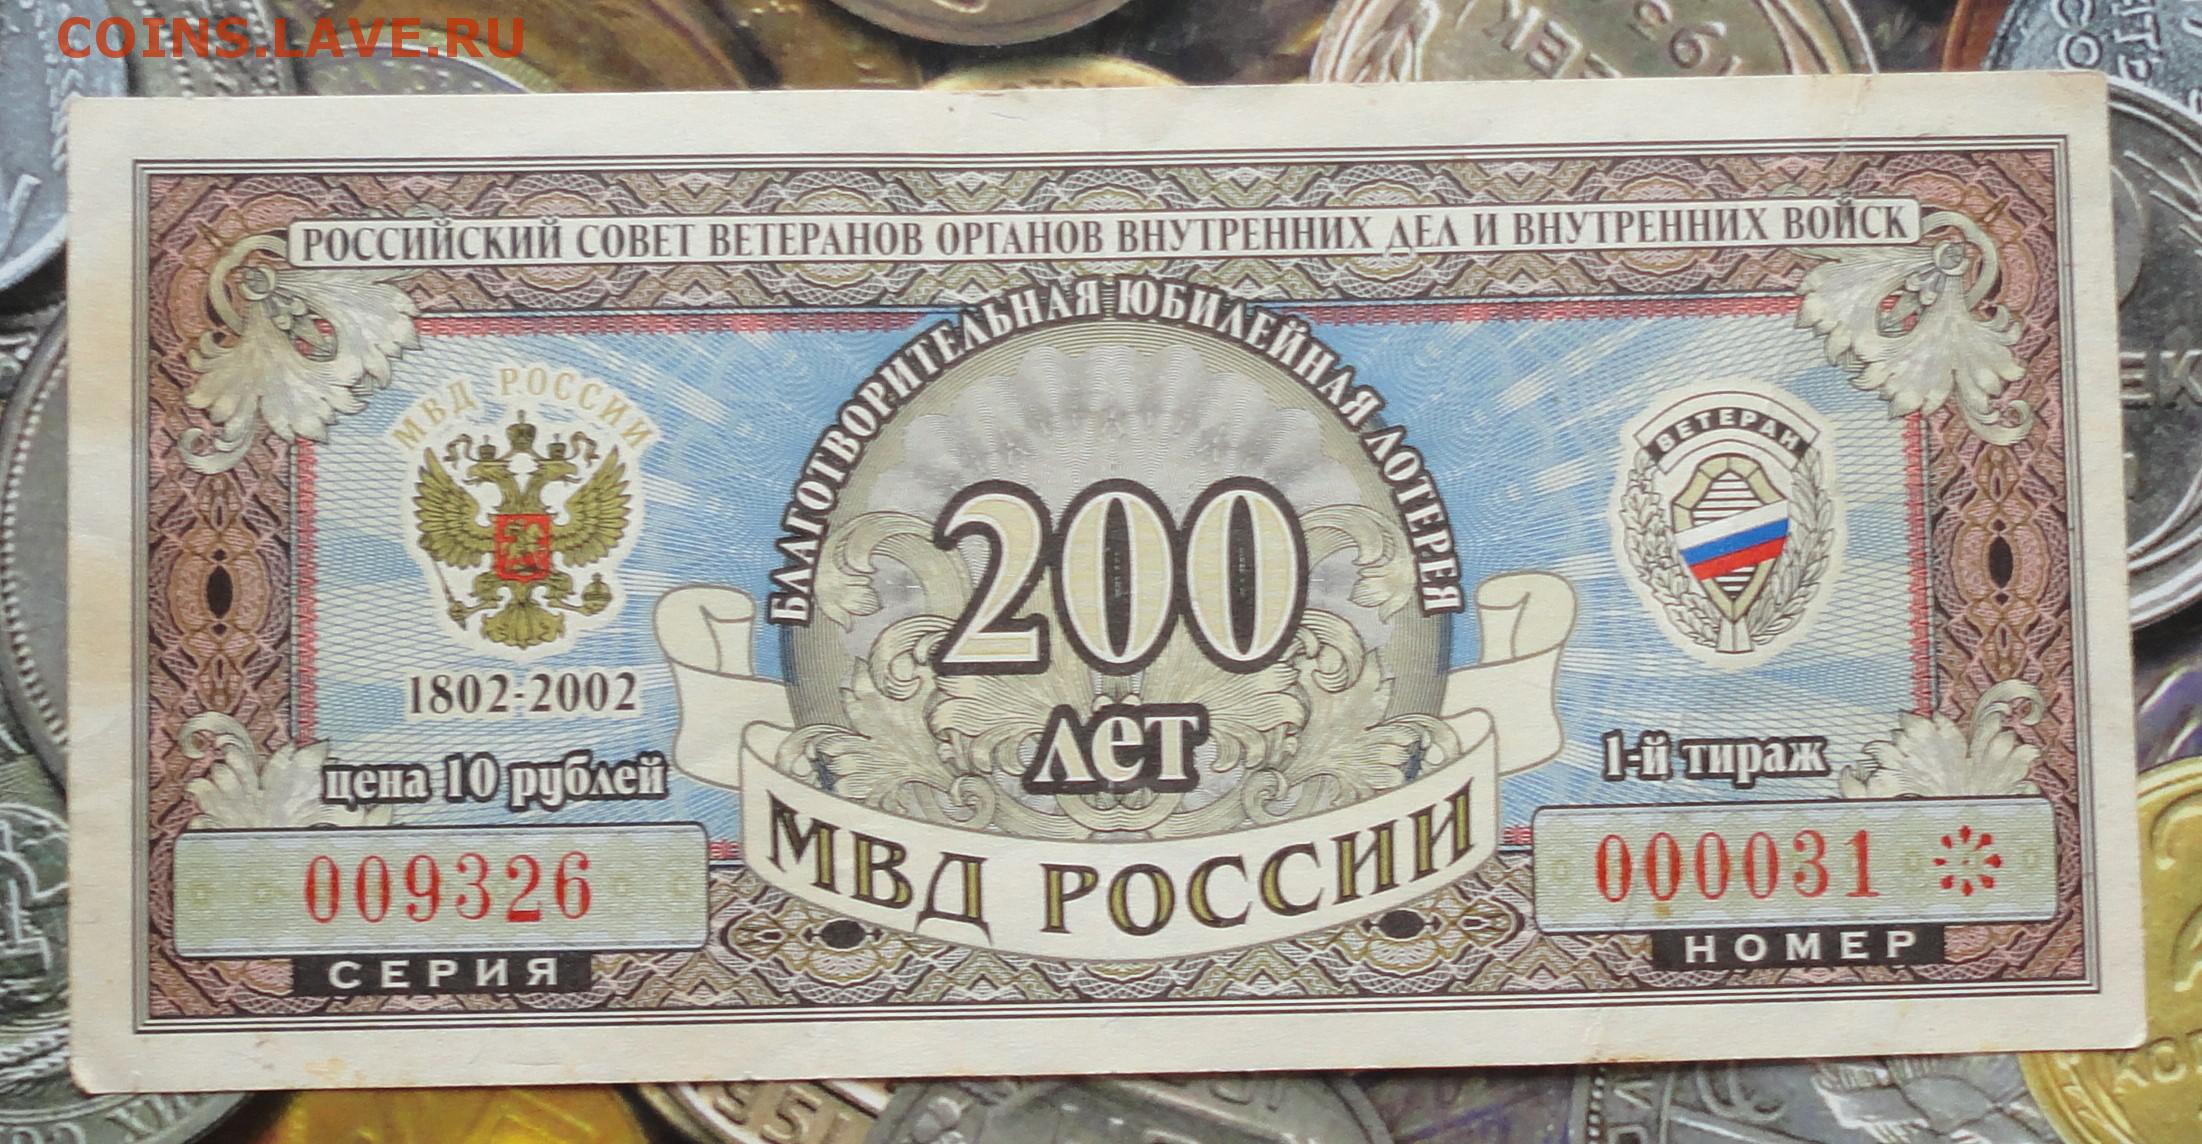 COINS.LAVE.RU
РОССИЙСКИЙ СОВЕТ ВЕТЕРАНОВ ОРГАНОВ ВНУТРЕННИХ ДЕЛ И ВНУТРЕННИХ ВОЙСК
БЛАГОТВОРИТЕЛЬНАЯ ЮБИЛЕЙНАЯ ЛОТЕРЕЯ
МВД РОССИИ
ВЕТЕРАН
200
лет
1802-2002
цена 10 рублей
1-й тираж
МВД РОССИИ
009326
000031
СЕРИЯ
НОМЕР